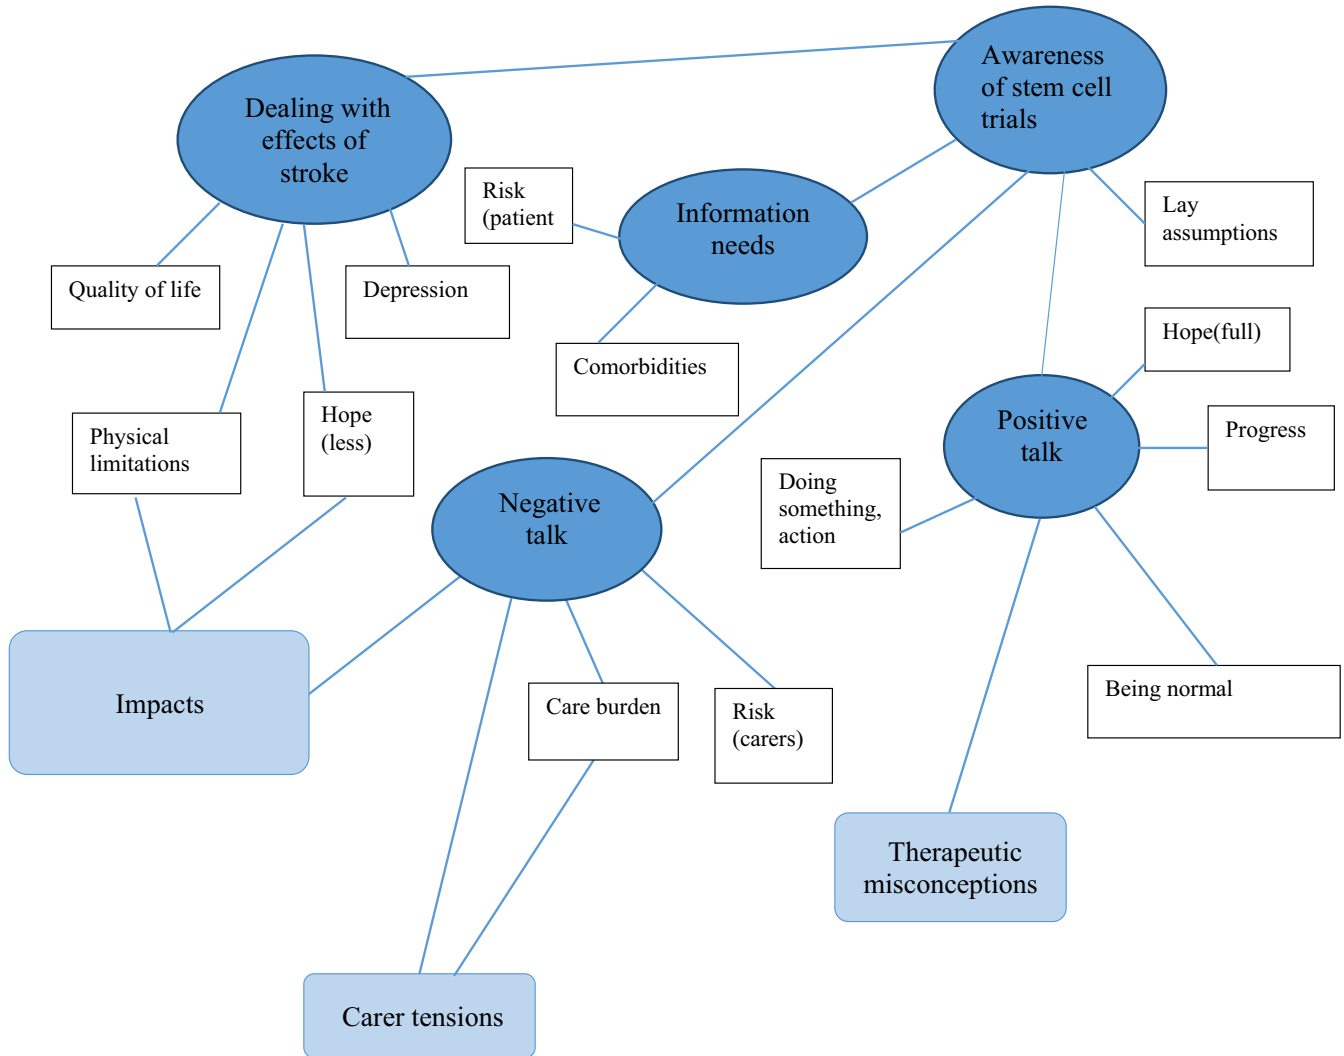 Awareness
of stem cell
trials
Dealing with
effects of
stroke
Risk
(patient
Information
needs
Lay
assumptions
Quality of life
Depression
Hope(full)
Comorbidities
Physical
limitations
Hope
(less)
Positive
talk
Progress
Doing
something,
action
Negative
talk
Impacts
Care burden
Risk
(carers)
Being normal
Therapeutic
misconceptions
Carer tensions